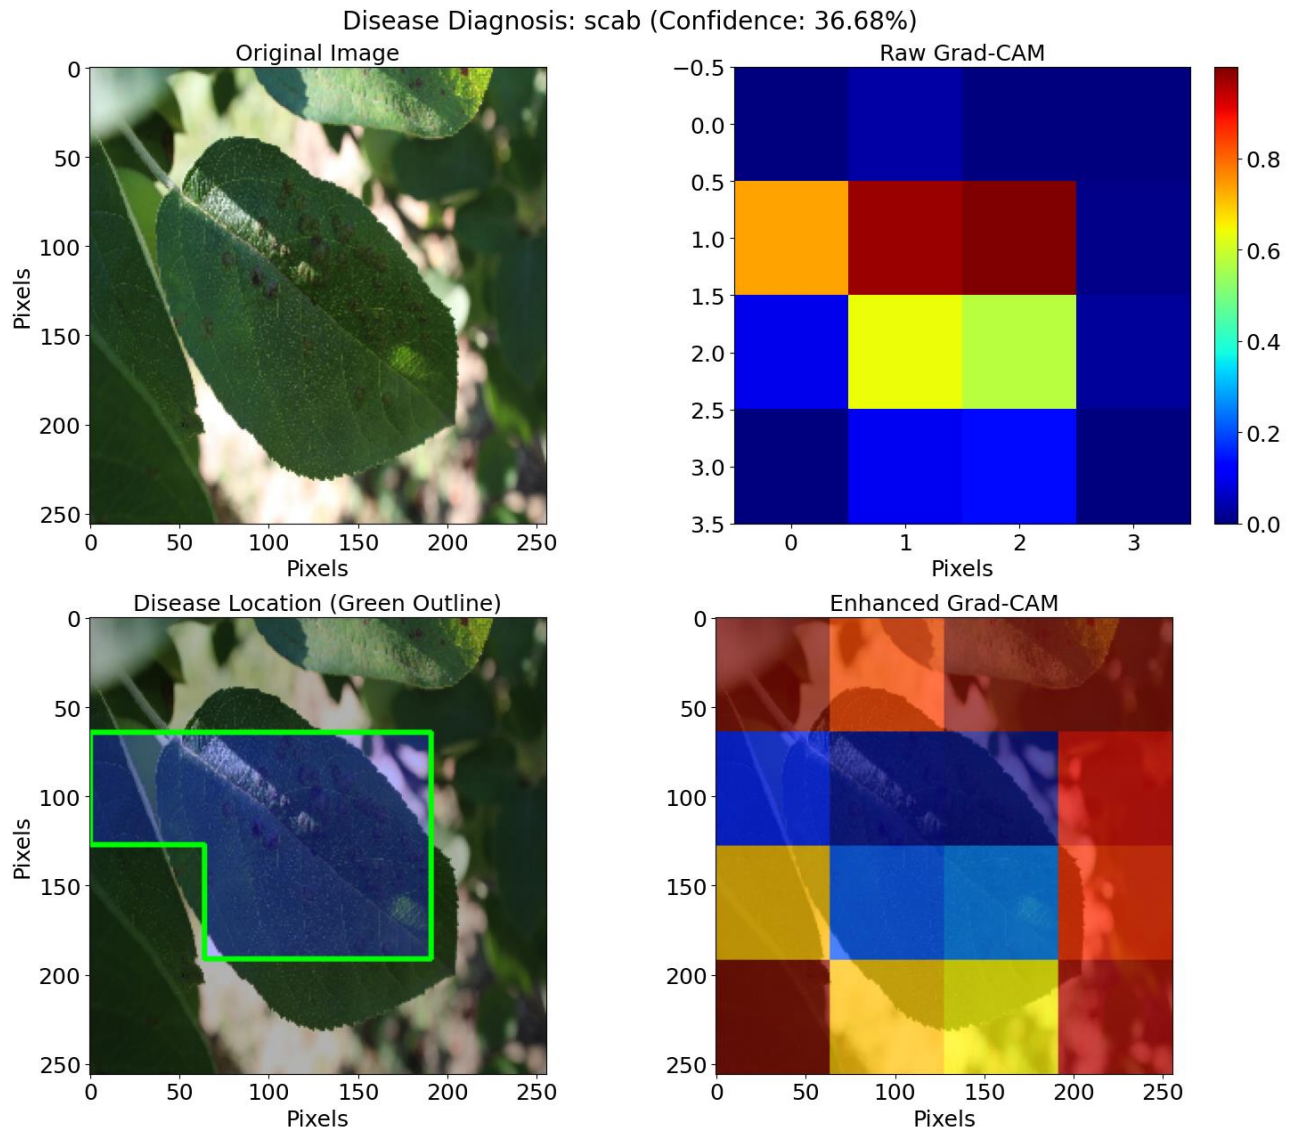 Disease Diagnosis: scab (Confidence: 36.68%)
Original Image
0
50
100
150
200
250
Pixels
0 50 100 150 200 250
Pixels
Raw Grad-CAM
−0.5
0.0
0.5
1.0
1.5
2.0
2.5
3.0
3.5
0 1 2 3
Pixels
0.8
0.6
0.4
0.2
0.0
Disease Location (Green Outline)
0
50
100
150
200
250
Pixels
0 50 100 150 200 250
Pixels
Enhanced Grad-CAM
0
50
100
150
200
250
0 50 100 150 200 250
Pixels